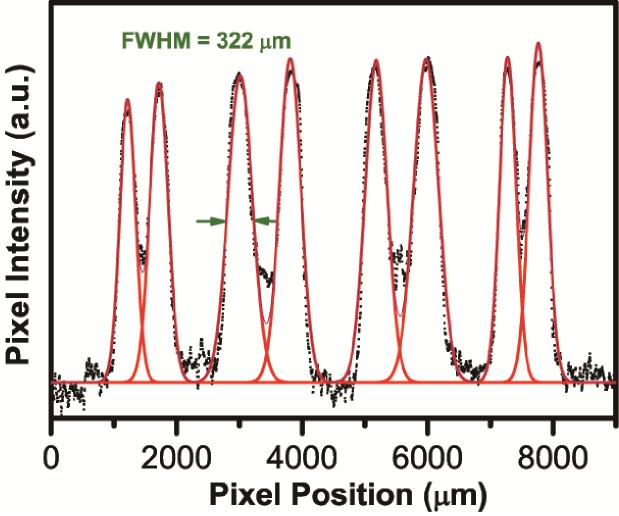 FWHM = 322 μm
Pixel Intensity (a.u.)
0 2000 4000 6000 8000
Pixel Position (μm)